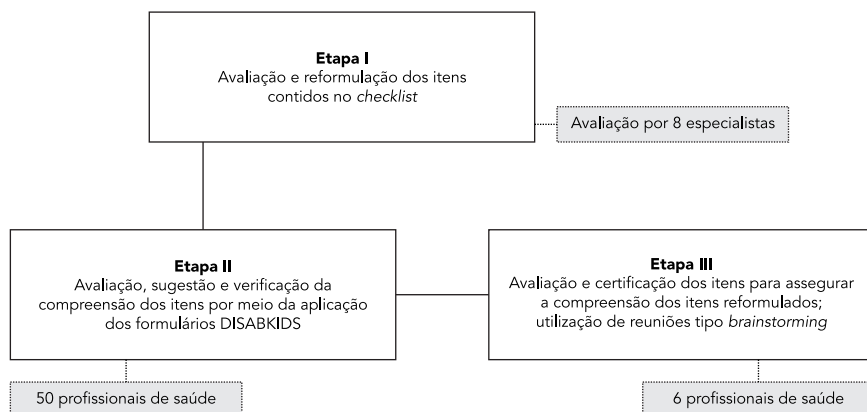 Etapa I
Avaliação e reformulação dos itens
contidos no checklist
Avaliação por 8 especialistas
Etapa II
Avaliação, sugestão e verificação da
compreensão dos itens por meio da aplicação
dos formulários DISABKIDS
50 profissionais de saúde
Etapa III
Avaliação e certificação dos itens para assegurar
a compreensão dos itens reformulados;
utilização de reuniões tipo brainstorming
6 profissionais de saúde